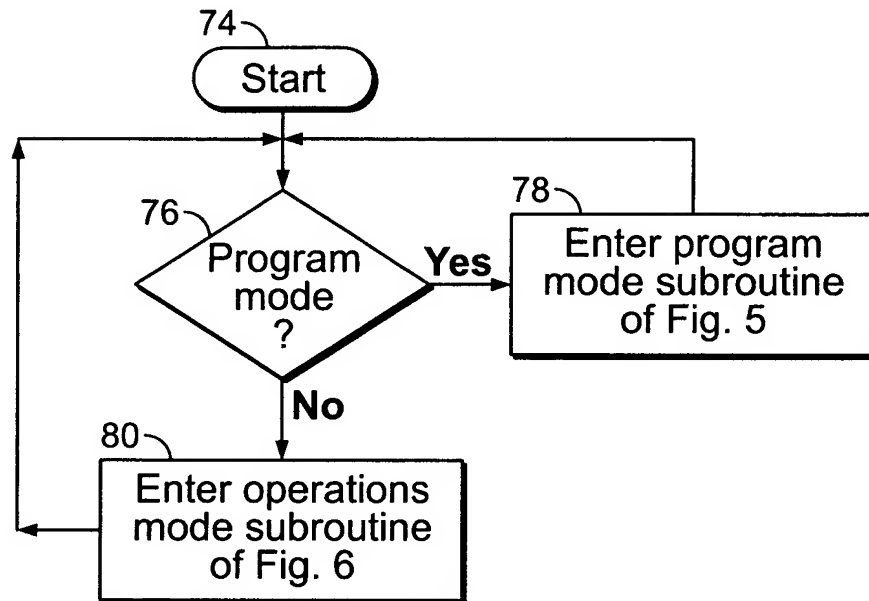 74
Start
76
Program
mode
?
Yes
78
Enter program
mode subroutine
of Fig. 5
No
80
Enter operations
mode subroutine
of Fig. 6